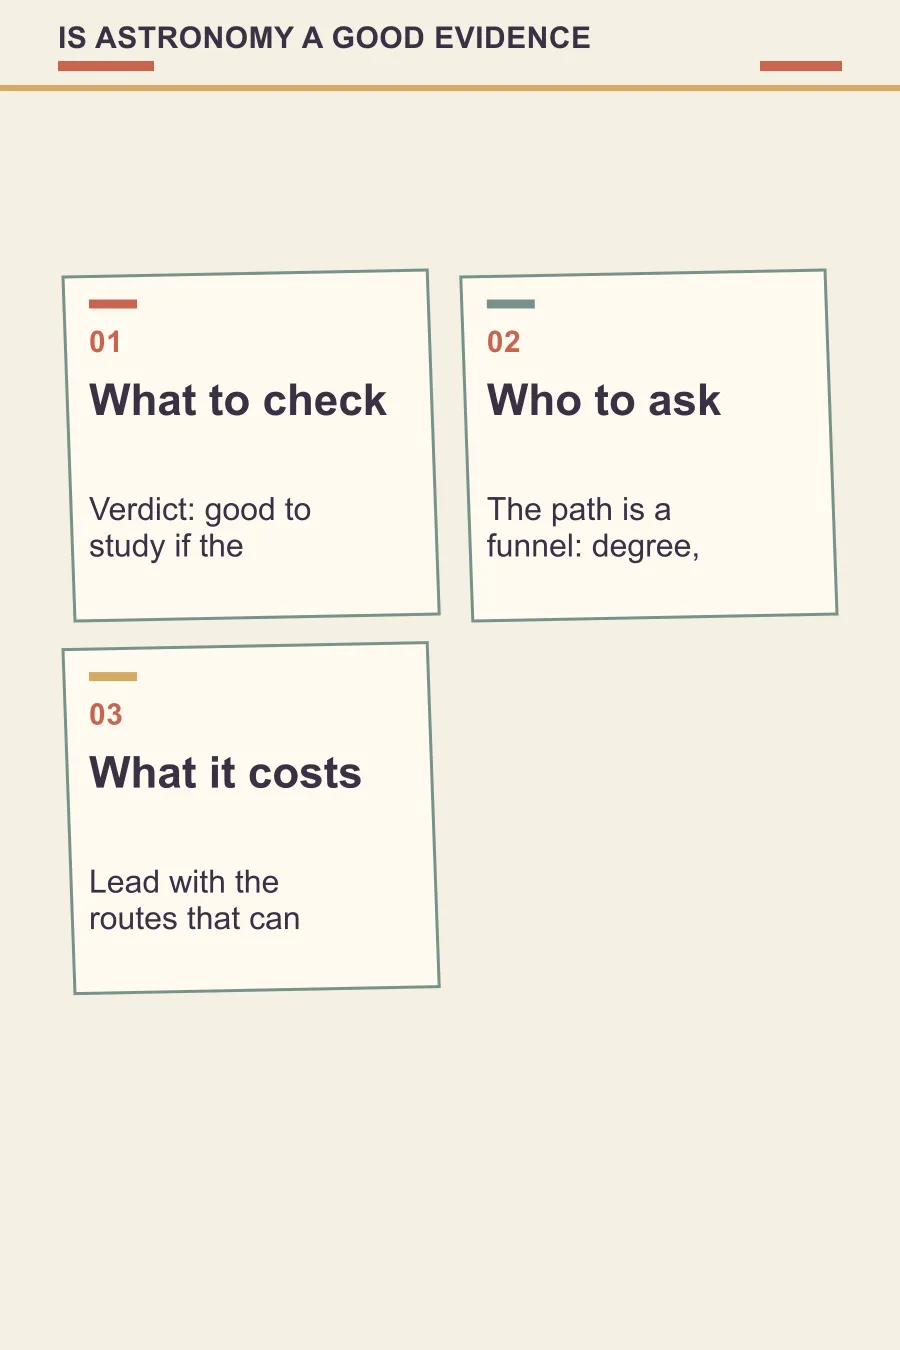 IS ASTRONOMY A GOOD EVIDENCE
01
What to check
Verdict: good to
study if the
02
Who to ask
The path is a
funnel: degree,
03
What it costs
Lead with the
routes that can